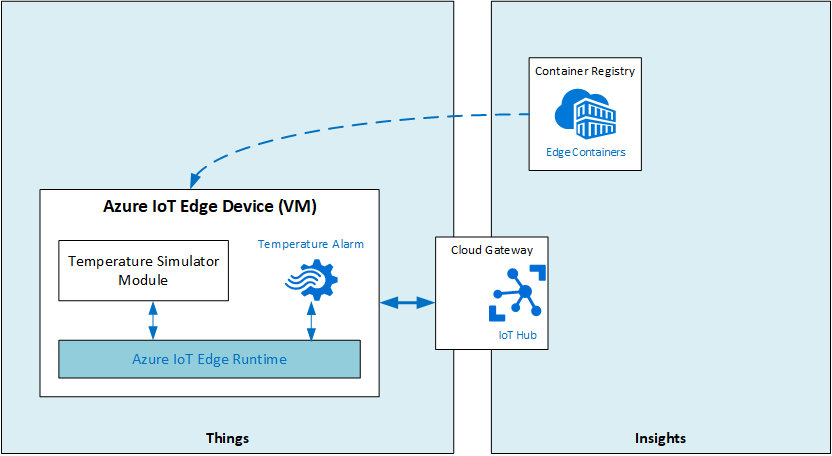 Container Registry
Edge Containers
Azure IoT Edge Device (VM)
Temperature Simulator
Module
Temperature Alarm
Azure IoT Edge Runtime
Cloud Gateway
IoT Hub
Things
Insights